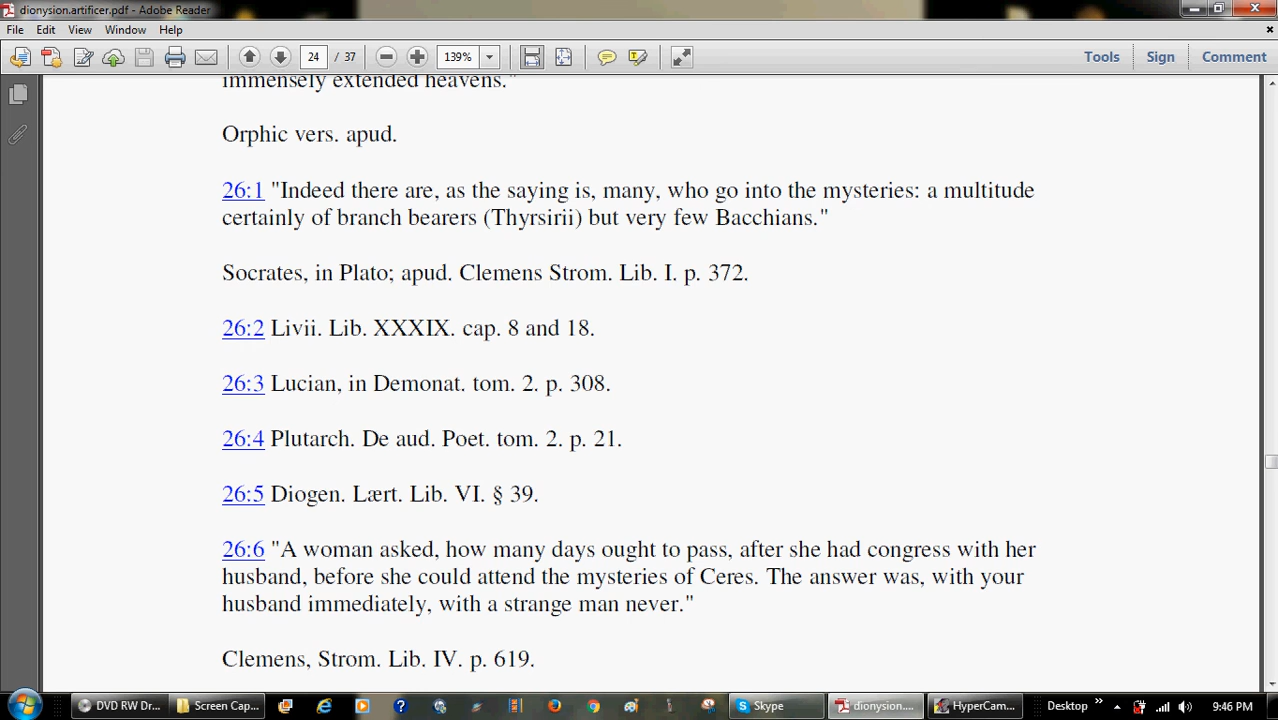 dionysion.artificer.pdf - Adobe Reader
File Edit View Window Help
24 / 37 139% Tools Sign Comment
immensely extended heavens."
Orphic vers. apud.
26:1 "Indeed there are, as the saying is, many, who go into the mysteries: a multitude
certainly of branch bearers (Thyrsirii) but very few Bacchians."
Socrates, in Plato; apud. Clemens Strom. Lib. I. p. 372.
26:2 Livii. Lib. XXXIX. cap. 8 and 18.
26:3 Lucian, in Demonat. tom. 2. p. 308.
26:4 Plutarch. De aud. Poet. tom. 2. p. 21.
26:5 Diogen. Lært. Lib. VI. § 39.
26:6 "A woman asked, how many days ought to pass, after she had congress with her
husband, before she could attend the mysteries of Ceres. The answer was, with your
husband immediately, with a strange man never."
Clemens, Strom. Lib. IV. p. 619.
DVD RW Dr... Screen Cap... Skype dionysion.... HyperCam... Desktop 9:46 PM